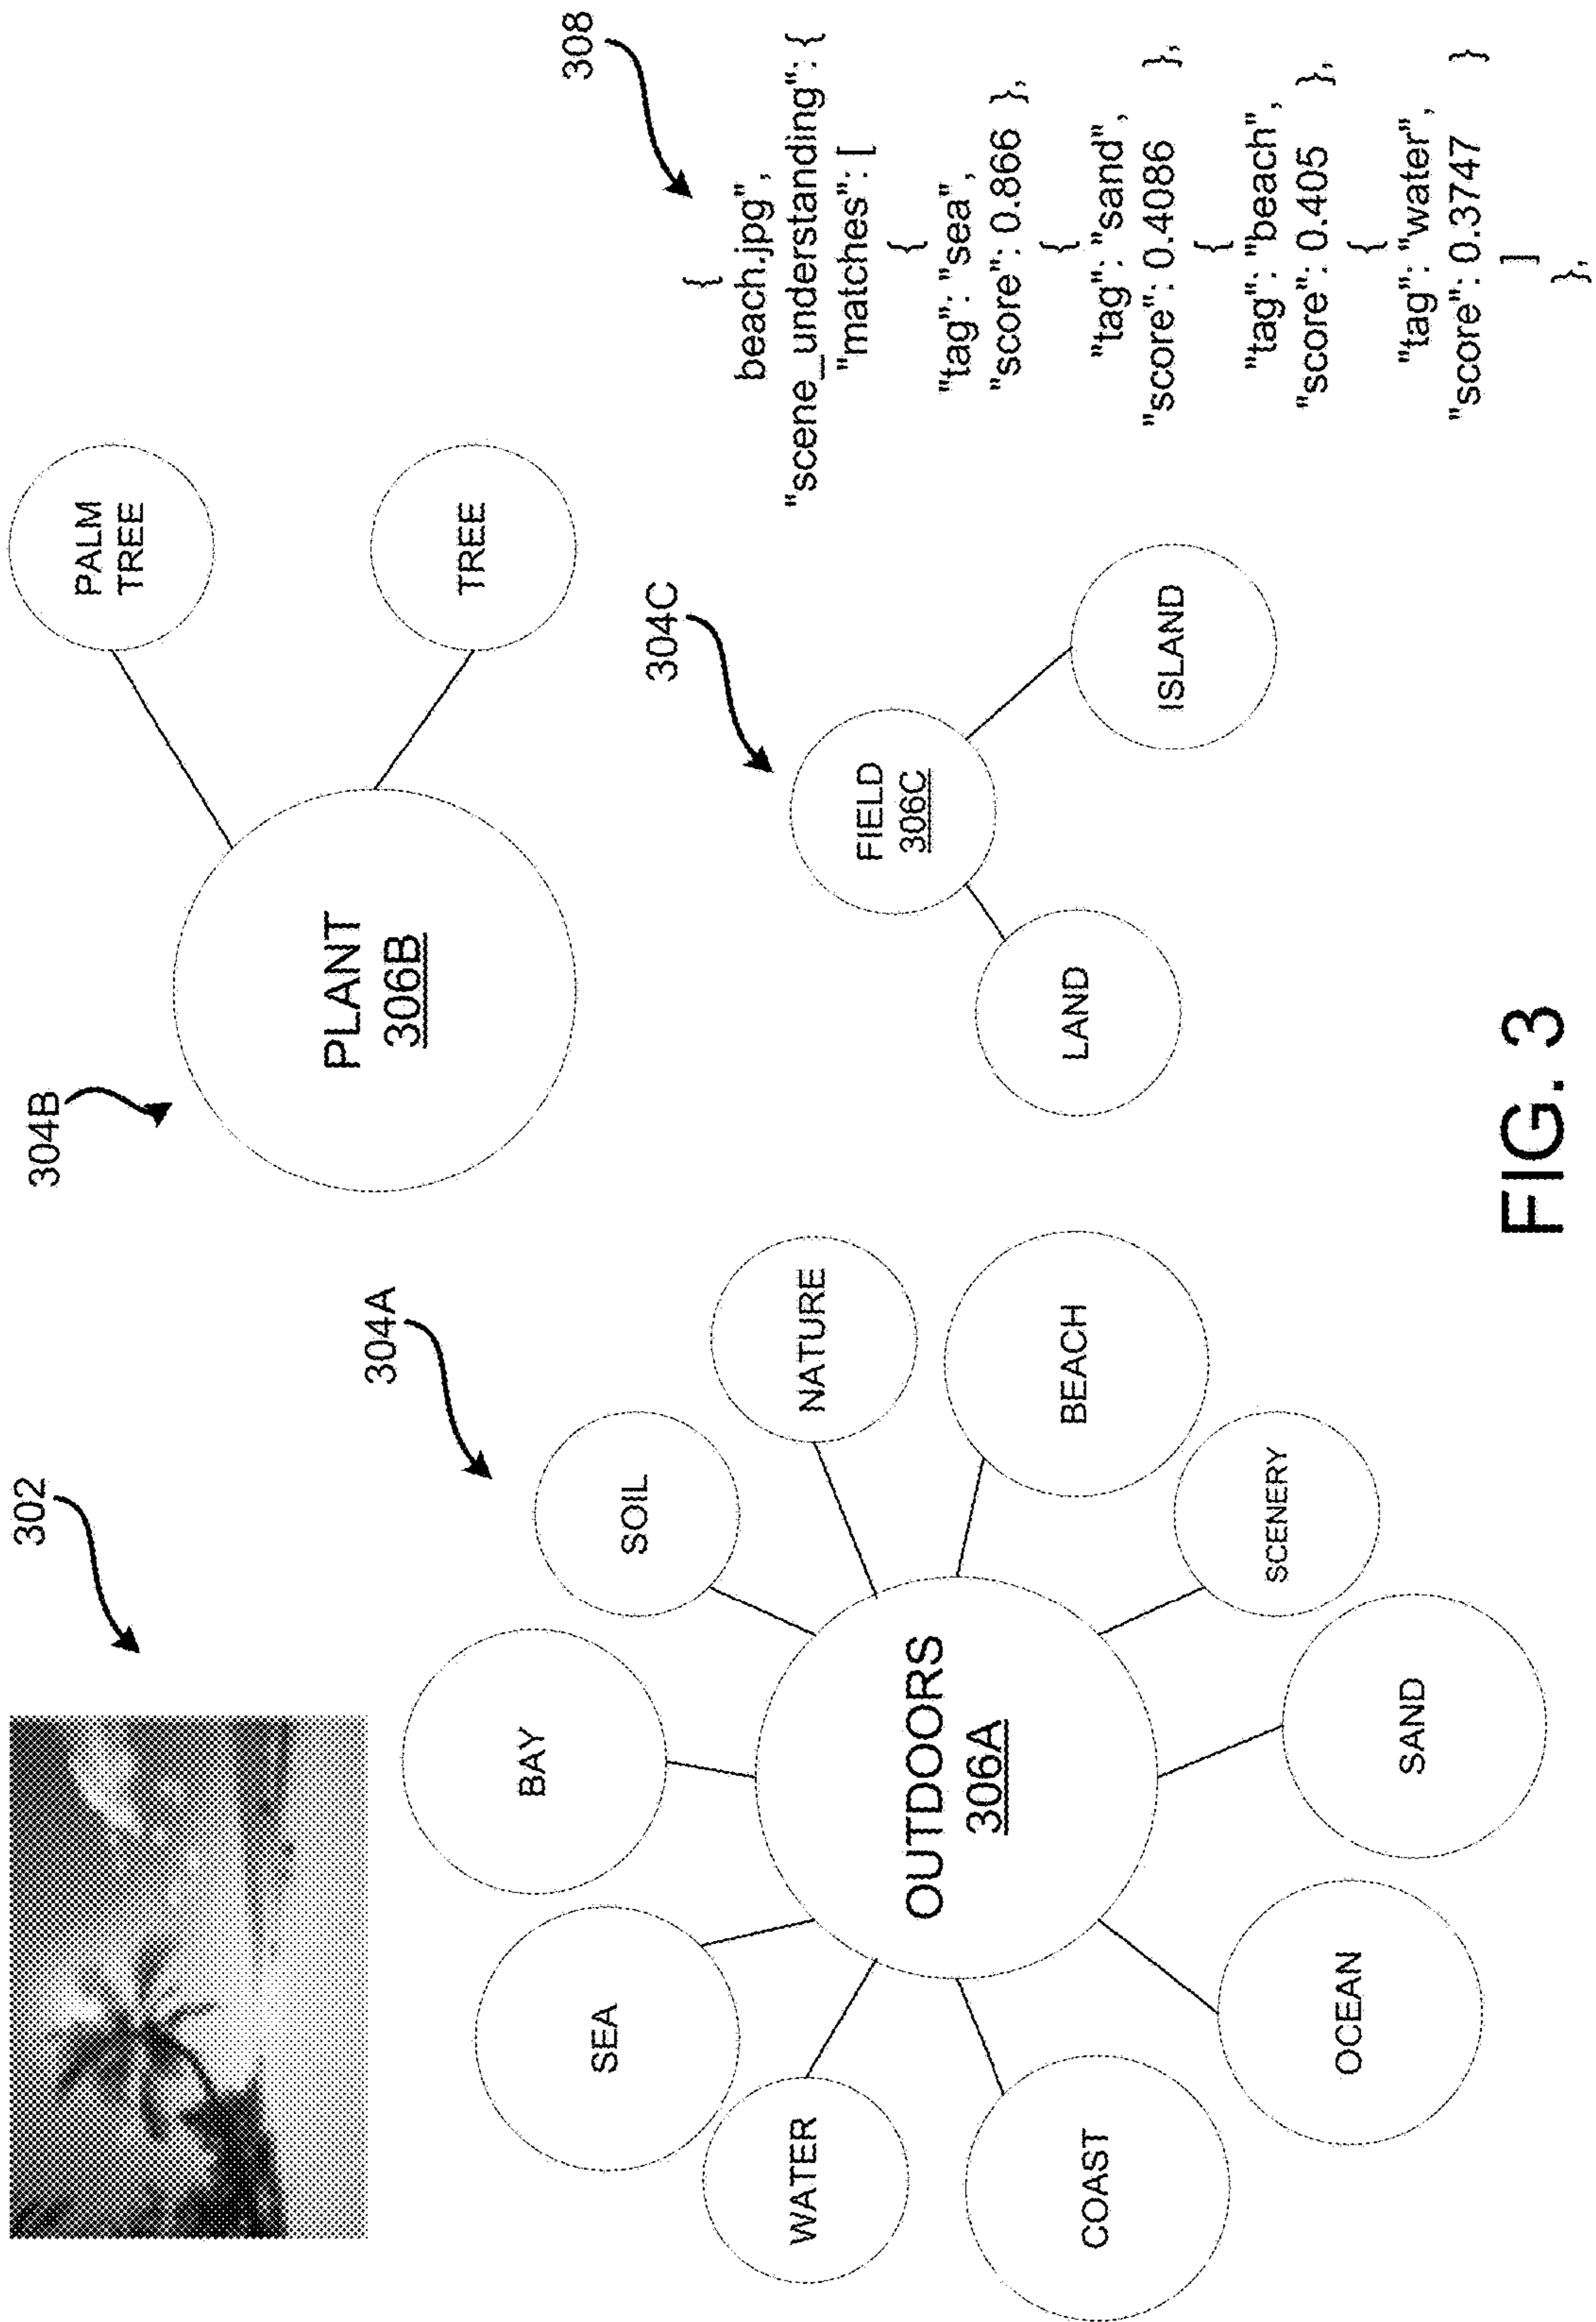 302
304A
BAY
SOIL
SEA
NATURE
WATER
OUTDOORS
306A
BEACH
COAST
SCENERY
OCEAN
SAND
304B
PLANT
306B
PALM
TREE
TREE
304C
FIELD
306C
LAND
ISLAND
308
{
beach.jpg",
"scene_understanding": {
"matches": [
{
"tag": "sea",
"score": 0.866 },
{
"tag": "sand",
"score": 0.4086 },
{
"tag": "beach",
"score": 0.405 },
{
"tag": "water",
"score": 0.3747 }
]
},
FIG. 3